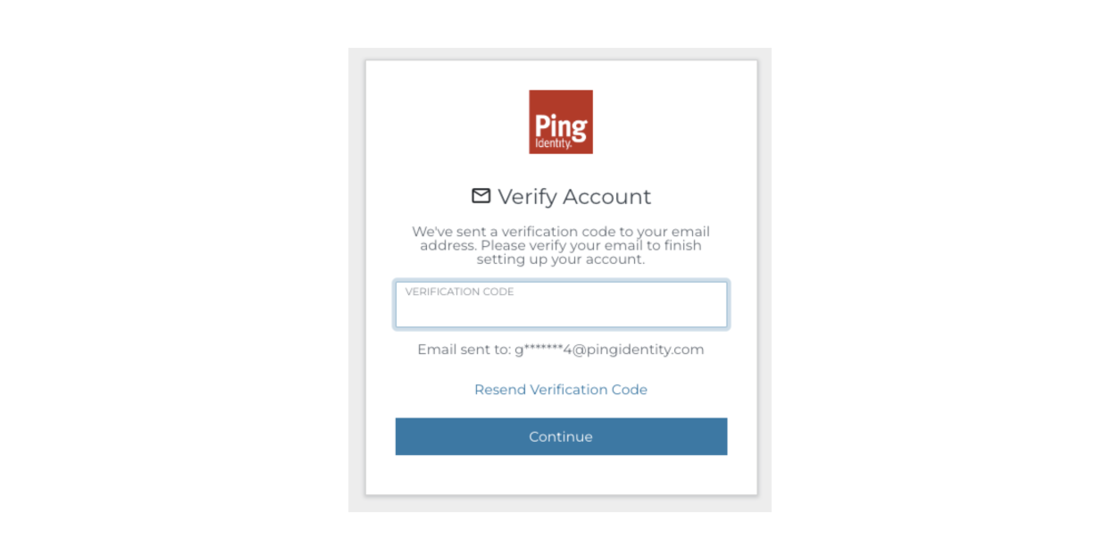 Ping
Identity.
Verify Account
We've sent a verification code to your email
address. Please verify your email to finish
setting up your account.
VERIFICATION CODE
Email sent to: g*******4@pingidentity.com
Resend Verification Code
Continue